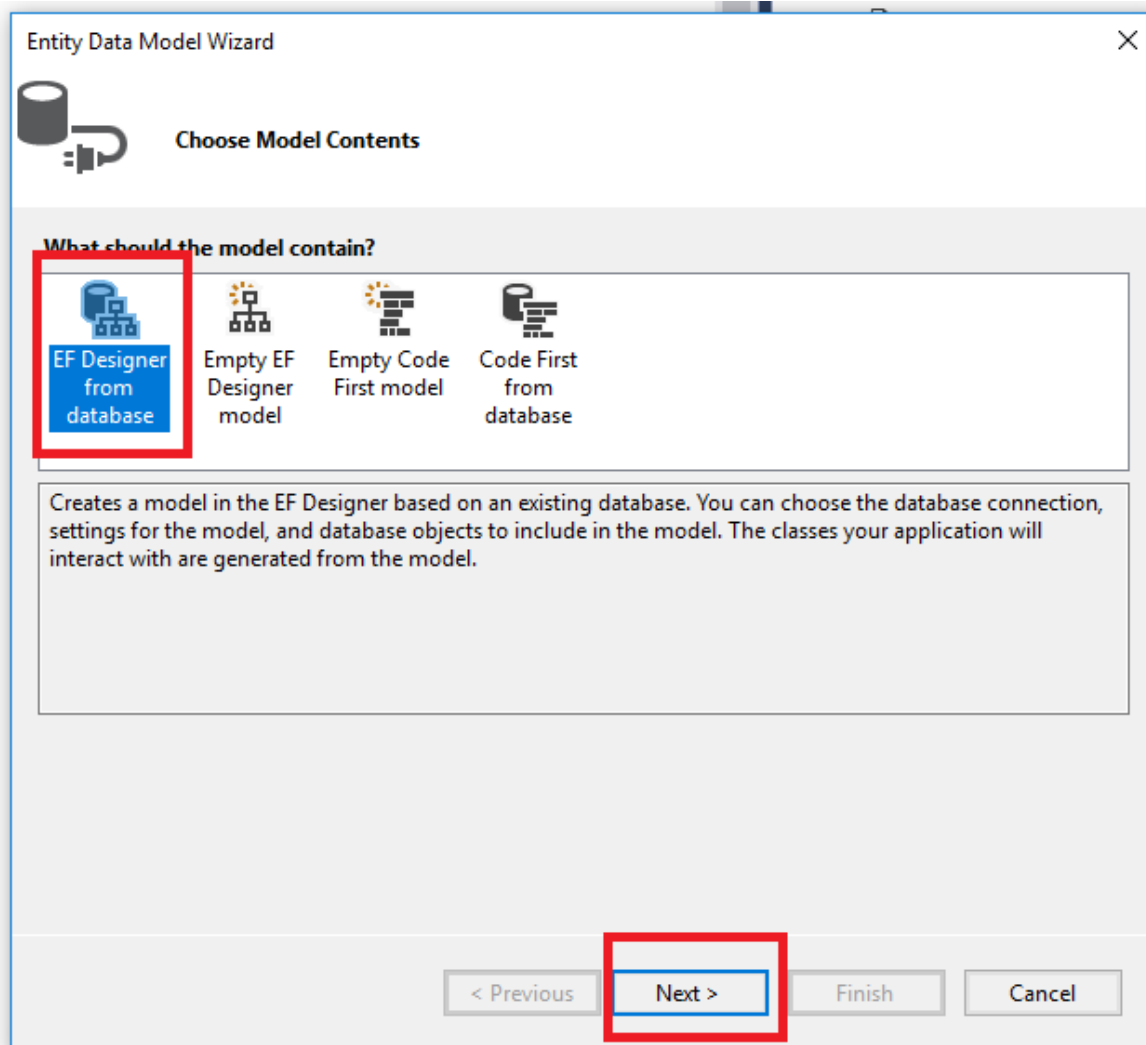 Entity Data Model Wizard
Choose Model Contents
What should the model contain?
EF Designer
from
database
Empty EF
Designer
model
Empty Code
First model
Code First
from
database
Creates a model in the EF Designer based on an existing database. You can choose the database connection,
settings for the model, and database objects to include in the model. The classes your application will
interact with are generated from the model.
< Previous
Next >
Finish
Cancel